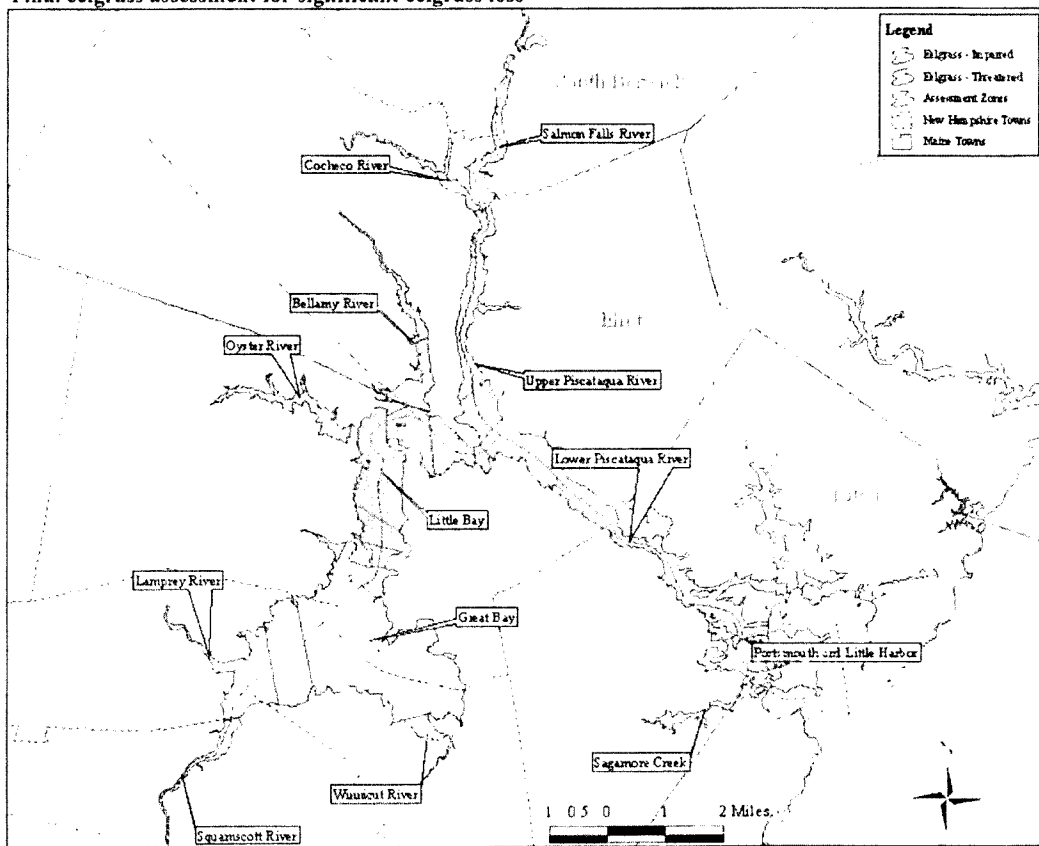 Final eelgrass assessment for significant eelgrass loss
Legend
Eelgrass - Impaired
Eelgrass - Threatened
Assessment Zones
New Hampshire Towns
Maine Towns
South Berwick
Salmon Falls River
Cocheco River
Bellamy River
Eliot
Oyster River
Upper Piscataqua River
Lower Piscataqua River
Little Bay
Lamprey River
Great Bay
Portsmouth and Little Harbor
Sagamore Creek
Winnicut River
1 0.5 0 1 2 Miles
Squamscott River